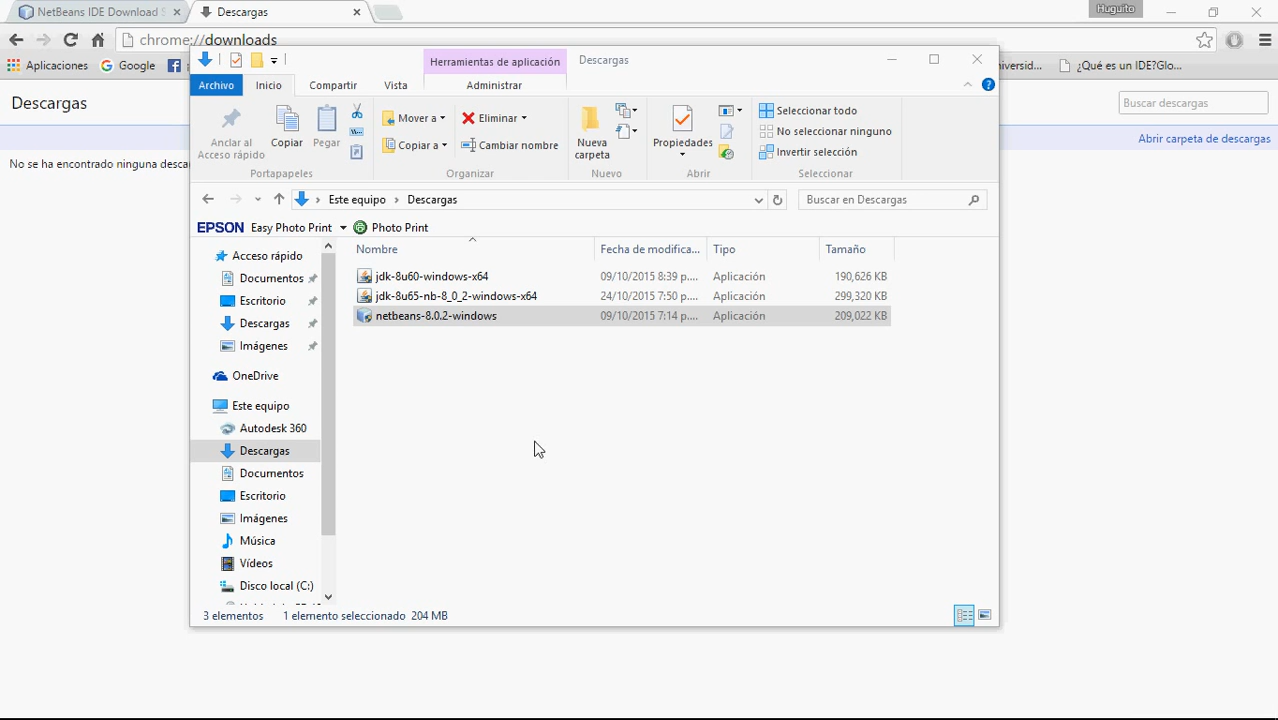 NetBeans IDE Download S
Descargas
Huguito
chrome://downloads
Aplicaciones
Google
niversid...
¿Qué es un IDE?Glo...
Descargas
Buscar descargas
Abrir carpeta de descargas
No se ha encontrado ninguna desca
Herramientas de aplicación
Descargas
Archivo
Inicio
Compartir
Vista
Administrar
Anclar al Acceso rápido
Copiar
Pegar
Mover a
Copiar a
Eliminar
Cambiar nombre
Nueva carpeta
Propiedades
Seleccionar todo
No seleccionar ninguno
Invertir selección
Portapapeles
Organizar
Nuevo
Abrir
Seleccionar
Este equipo
Descargas
Buscar en Descargas
EPSON Easy Photo Print
Photo Print
Nombre
Fecha de modifica...
Tipo
Tamaño
jdk-8u60-windows-x64 09/10/2015 8:39 p.... Aplicación 190,626 KB
jdk-8u65-nb-8_0_2-windows-x64 24/10/2015 7:50 p.... Aplicación 299,320 KB
netbeans-8.0.2-windows 09/10/2015 7:14 p.... Aplicación 209,022 KB
Acceso rápido
Documentos
Escritorio
Descargas
Imágenes
OneDrive
Este equipo
Autodesk 360
Descargas
Documentos
Escritorio
Imágenes
Música
Vídeos
Disco local (C:)
3 elementos
1 elemento seleccionado 204 MB